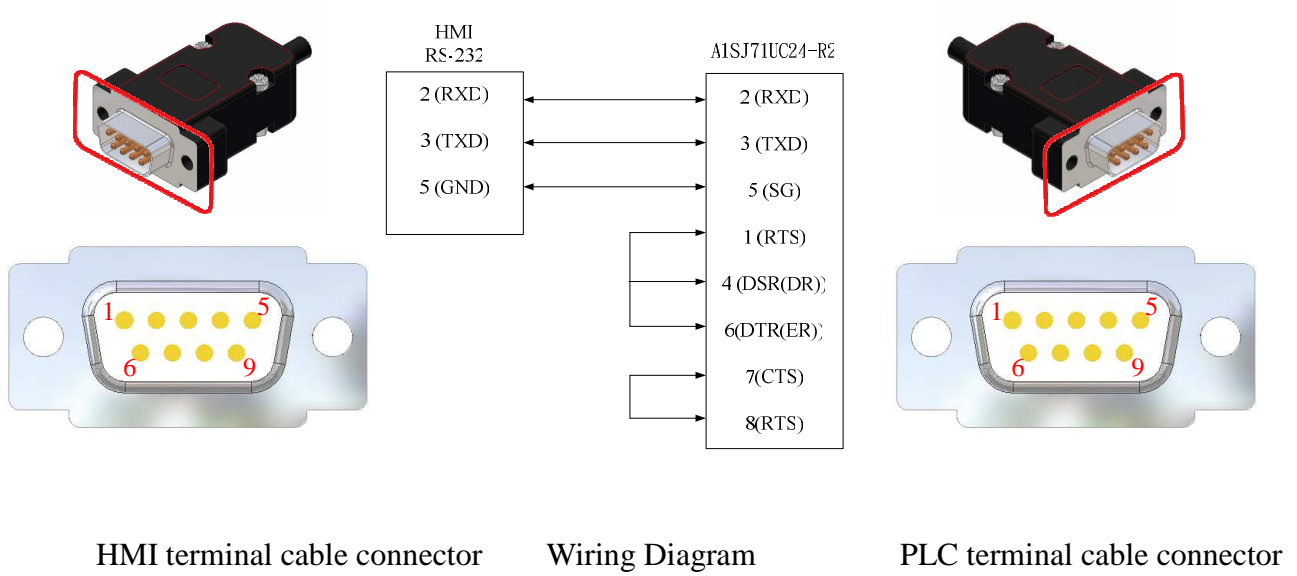 HMI
RS-232
A1SJ71UC24-R2
2 (RXD)
2 (RXD)
3 (TXD)
3 (TXD)
5 (GND)
5 (SG)
1 (RTS)
4 (DSR(DR))
6(DTR(ER))
7(CTS)
8(RTS)
1
5
6
9
1
5
6
9
HMI terminal cable connector
Wiring Diagram
PLC terminal cable connector